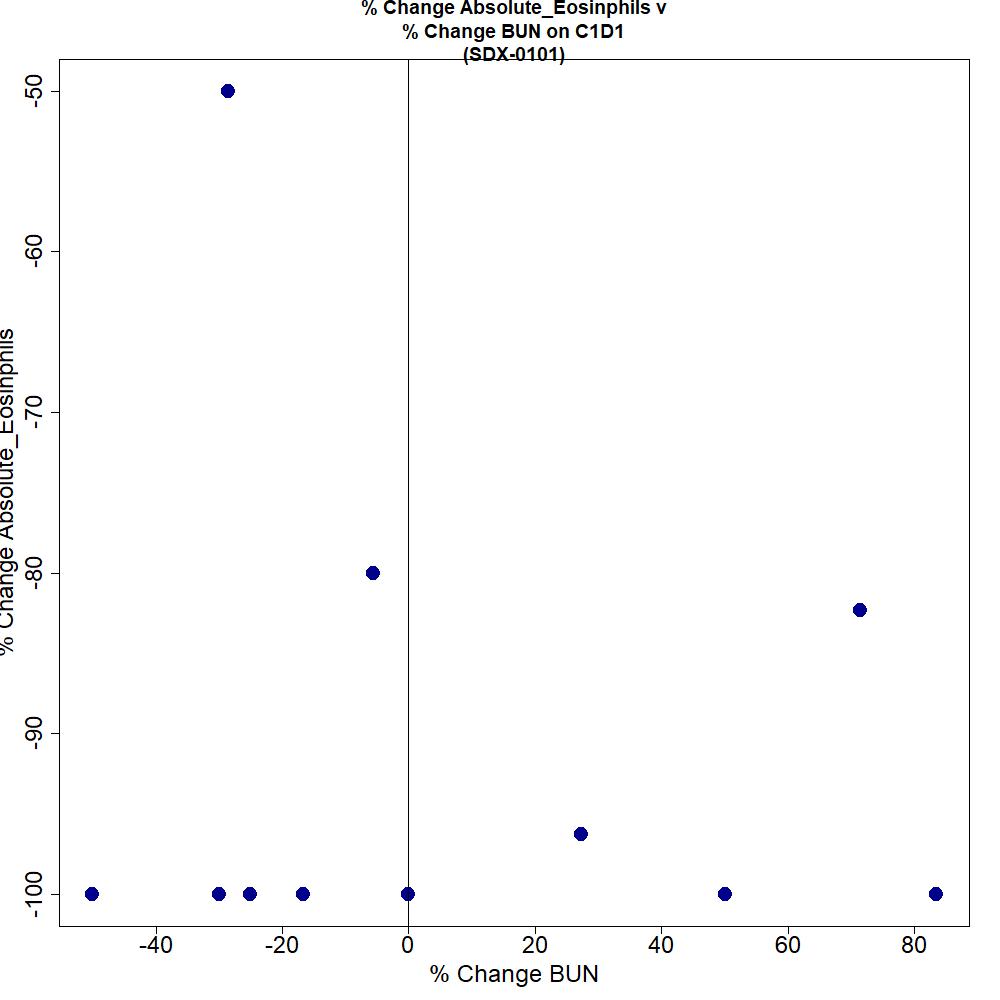 % Change Absolute_Eosinphils v
% Change BUN on C1D1
(SDX-0101)
% Change Absolute_Eosinphils
-50
-60
-70
-80
-90
-100
-40
-20
0
20
40
60
80
% Change BUN